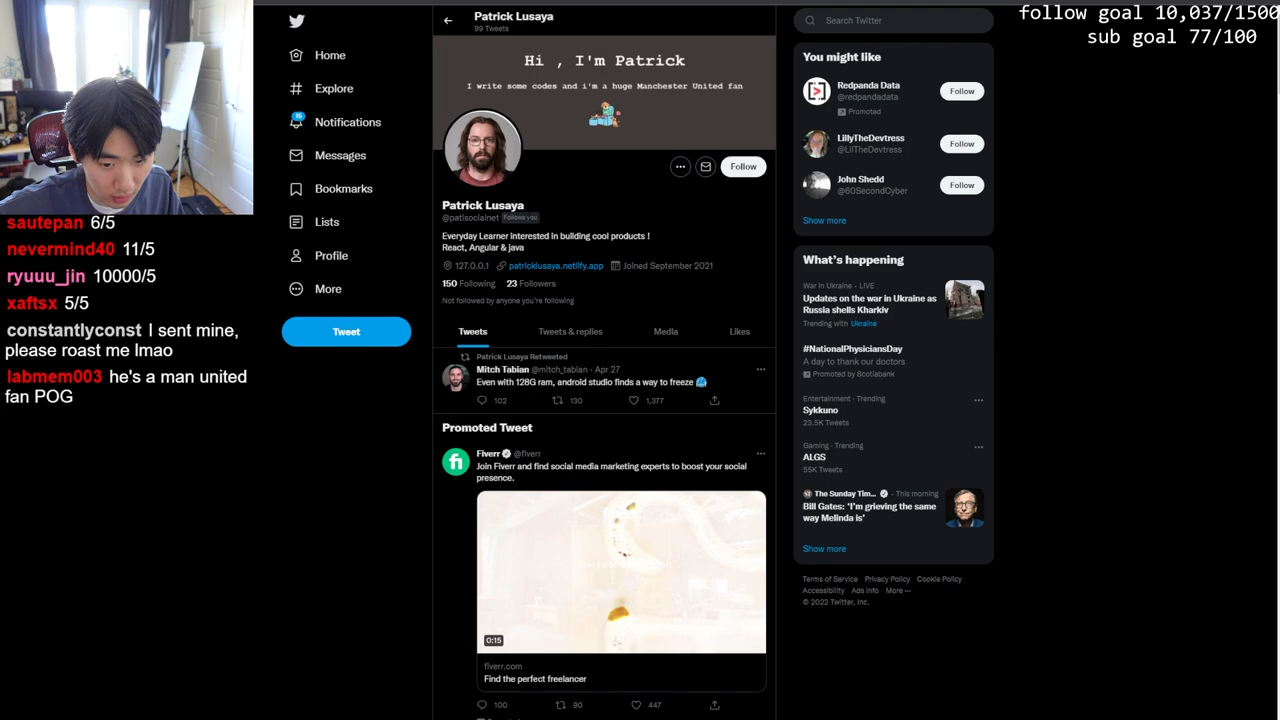 follow goal 10,037/1500
sub goal 77/100
sautepan 6/5
nevermind40 11/5
ryuuu_jin 10000/5
xaftsx 5/5
constantlyconst I sent mine,
please roast me lmao
labmem003 he's a man united
fan POG
Home
Explore
15
Notifications
Messages
Bookmarks
Lists
Profile
More
Tweet
Patrick Lusaya
99 Tweets
Hi , I'm Patrick
I write some codes and i'm a huge Manchester United fan
Follow
Patrick Lusaya
@patlsocialnet Follows you
Everyday Learner interested in building cool products !
React, Angular & java
127.0.0.1 patricklusaya.netlify.app Joined September 2021
150 Following 23 Followers
Not followed by anyone you're following
Tweets Tweets & replies Media Likes
Patrick Lusaya Retweeted
Mitch Tabian @mitch_tabian · Apr 27
Even with 128G ram, android studio finds a way to freeze
102 130 1,377
Promoted Tweet
Fiverr @fiverr
Join Fiverr and find social media marketing experts to boost your social
presence.
0:15
fiverr.com
Find the perfect freelancer
100 90 447
Search Twitter
You might like
Redpanda Data
@redpandadata
Promoted
Follow
LillyTheDevtress
@LilTheDevtress
Follow
John Shedd
@60SecondCyber
Follow
Show more
What's happening
War in Ukraine · LIVE
Updates on the war in Ukraine as
Russia shells Kharkiv
Trending with Ukraine
#NationalPhysiciansDay
A day to thank our doctors
Promoted by Scotiabank
Entertainment · Trending
Sykkuno
23.5K Tweets
Gaming · Trending
ALGS
55K Tweets
The Sunday Tim... · This morning
Bill Gates: 'I'm grieving the same
way Melinda is'
Show more
Terms of Service Privacy Policy Cookie Policy
Accessibility Ads info More ...
© 2022 Twitter, Inc.